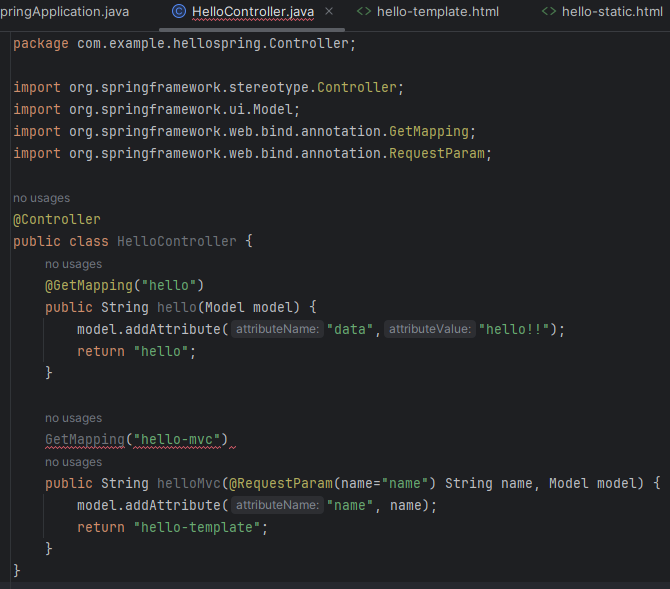 pringApplication.java HelloController.java × <> hello-template.html <> hello-static.html
package com.example.hellospring.Controller;
import org.springframework.stereotype.Controller;
import org.springframework.ui.Model;
import org.springframework.web.bind.annotation.GetMapping;
import org.springframework.web.bind.annotation.RequestParam;
no usages
@Controller
public class HelloController {
no usages
@GetMapping("hello")
public String hello(Model model) {
model.addAttribute( attributeName: "data", attributeValue: "hello!!");
return "hello";
}
no usages
GetMapping("hello-mvc")
no usages
public String helloMvc(@RequestParam(name="name") String name, Model model) {
model.addAttribute( attributeName: "name", name);
return "hello-template";
}
}